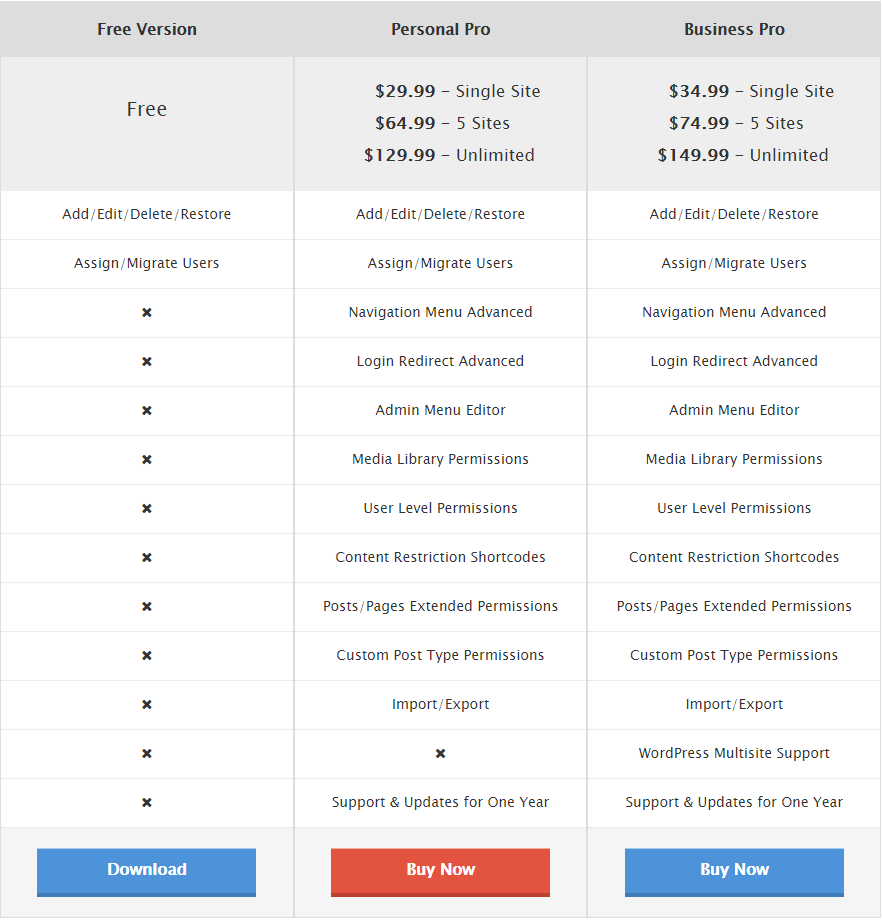 Free Version Personal Pro Business Pro
Free
$29.99 – Single Site
$64.99 – 5 Sites
$129.99 – Unlimited
$34.99 – Single Site
$74.99 – 5 Sites
$149.99 – Unlimited
Add/Edit/Delete/Restore Add/Edit/Delete/Restore Add/Edit/Delete/Restore
Assign/Migrate Users Assign/Migrate Users Assign/Migrate Users
✖ Navigation Menu Advanced Navigation Menu Advanced
✖ Login Redirect Advanced Login Redirect Advanced
✖ Admin Menu Editor Admin Menu Editor
✖ Media Library Permissions Media Library Permissions
✖ User Level Permissions User Level Permissions
✖ Content Restriction Shortcodes Content Restriction Shortcodes
✖ Posts/Pages Extended Permissions Posts/Pages Extended Permissions
✖ Custom Post Type Permissions Custom Post Type Permissions
✖ Import/Export Import/Export
✖ ✖ WordPress Multisite Support
✖ Support & Updates for One Year Support & Updates for One Year
Download Buy Now Buy Now